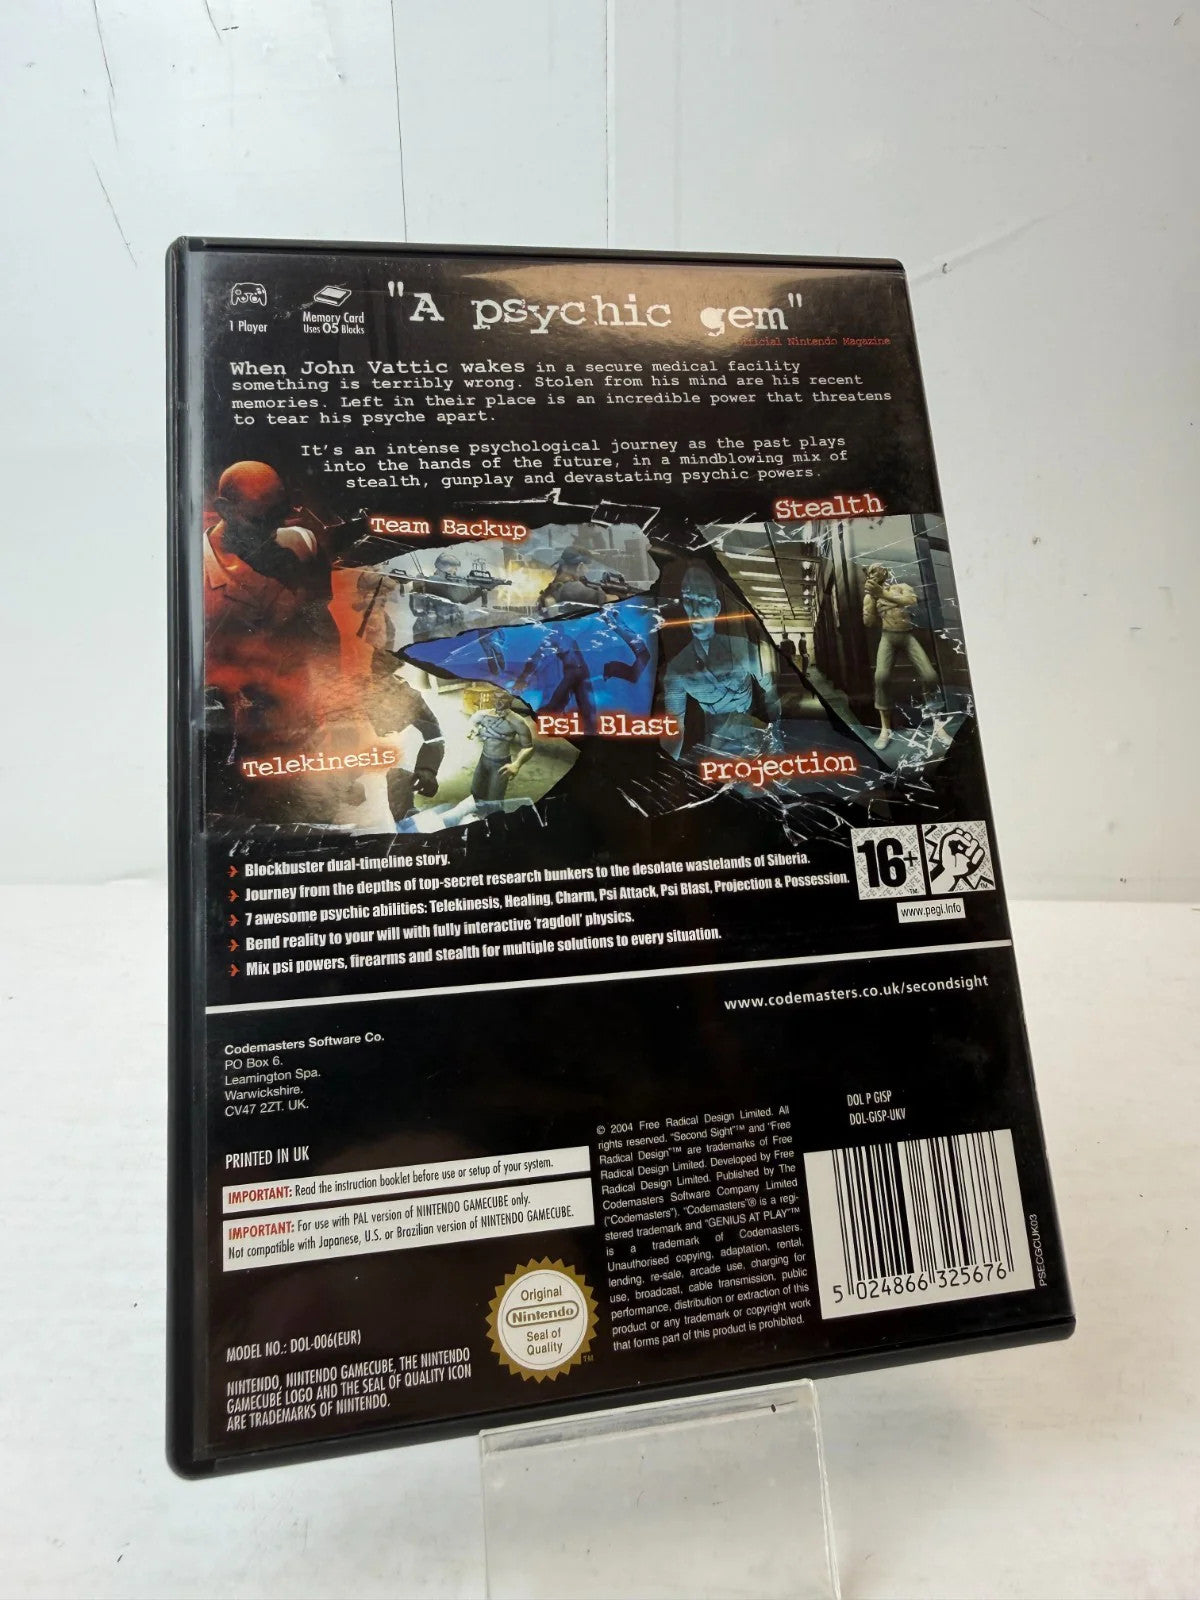 1 Player
Memory Card
Uses 05 Blocks
"A psychic gem"
Official Nintendo Magazine
When John Vattic wakes in a secure medical facility
something is terribly wrong. Stolen from his mind are his recent
memories. Left in their place is an incredible power that threatens
to tear his psyche apart.
It's an intense psychological journey as the past plays
into the hands of the future, in a mindblowing mix of
stealth, gunplay and devastating psychic powers.
Team Backup
Stealth
Psi Blast
Telekinesis
Projection
Blockbuster dual-timeline story.
Journey from the depths of top-secret research bunkers to the desolate wastelands of Siberia.
7 awesome psychic abilities: Telekinesis, Healing, Charm, Psi Attack, Psi Blast, Projection & Possession.
Bend reality to your will with fully interactive 'ragdoll' physics.
Mix psi powers, firearms and stealth for multiple solutions to every situation.
16+
www.pegi.info
www.codemasters.co.uk/secondsight
Codemasters Software Co.
PO Box 6.
Leamington Spa.
Warwickshire.
CV47 2ZT. UK.
PRINTED IN UK
IMPORTANT: Read the instruction booklet before use or setup of your system.
IMPORTANT: For use with PAL version of NINTENDO GAMECUBE only.
Not compatible with Japanese, U.S. or Brazilian version of NINTENDO GAMECUBE.
MODEL NO.: DOL-006(EUR)
NINTENDO, NINTENDO GAMECUBE, THE NINTENDO
GAMECUBE LOGO AND THE SEAL OF QUALITY ICON
ARE TRADEMARKS OF NINTENDO.
Original
Nintendo
Seal of
Quality
TM
© 2004 Free Radical Design Limited. All
rights reserved. "Second Sight"™ and "Free
Radical Design"™ are trademarks of Free
Radical Design Limited. Developed by Free
Radical Design Limited. Published by The
Codemasters Software Company Limited
("Codemasters"). "Codemasters"® is a regi-
stered trademark and "GENIUS AT PLAY"™
is a trademark of Codemasters.
Unauthorised copying, adaptation, rental,
lending, re-sale, arcade use, charging for
use, broadcast, cable transmission, public
performance, distribution or extraction of this
product or any trademark or copyright work
that forms part of this product is prohibited.
DOL P GISP
DOL-GISP-UKV
5 024866 325676
PSECGCUK03